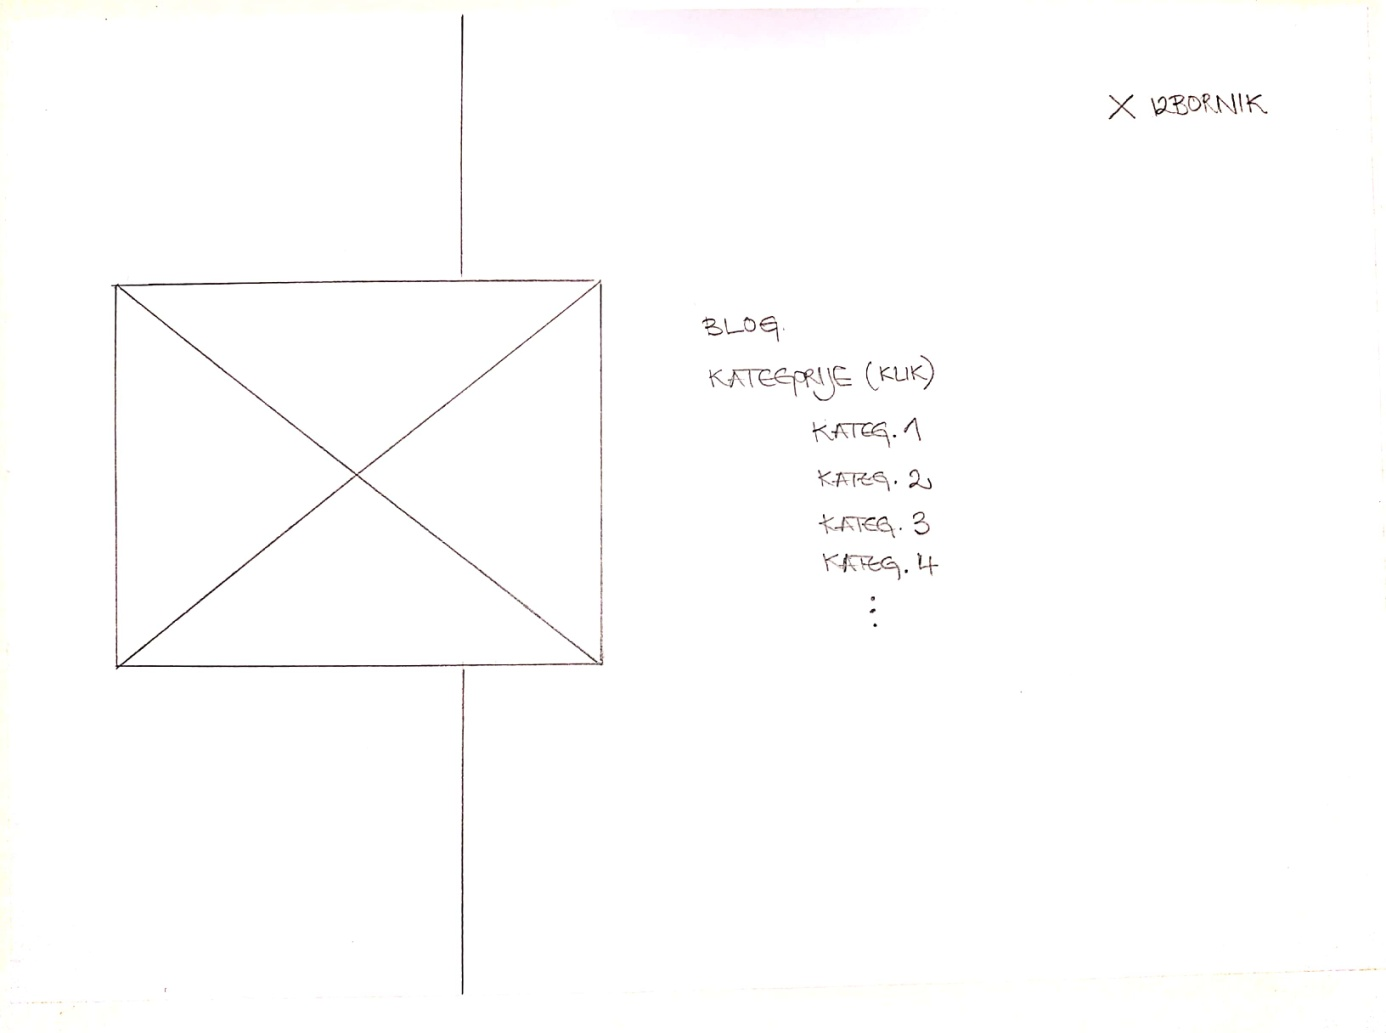 X IZBORNIK
BLOG.
KATEGORIJE (KLIK)
KATEG. 1
KATEG. 2
KATEG. 3
KATEG. 4
⋮